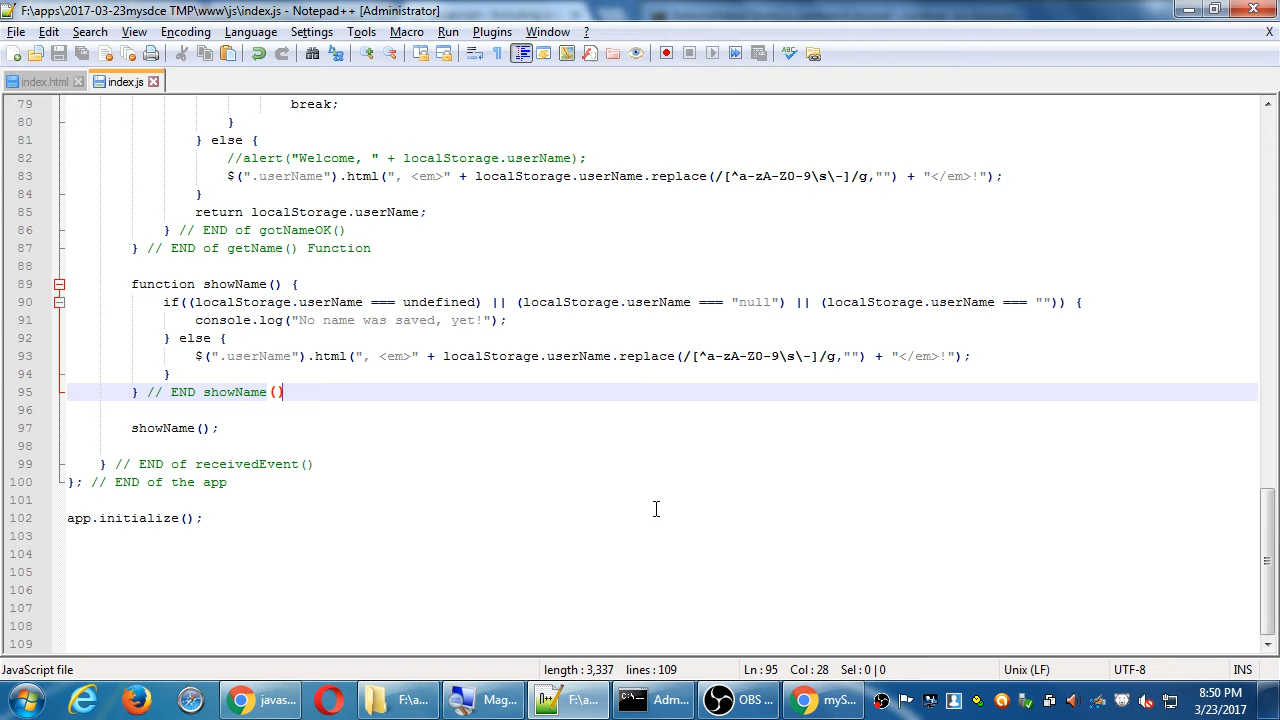 F:\apps\2017-03-23mysdce TMP\www\js\index.js - Notepad++ [Administrator]
File Edit Search View Encoding Language Settings Tools Macro Run Plugins Window ? X
index.html index.js
79 break;
80 }
81 } else {
82 //alert("Welcome, " + localStorage.userName);
83 $(".userName").html(", <em>" + localStorage.userName.replace(/[^a-zA-Z0-9\s\-]/g,"") + "</em>!");
84 }
85 return localStorage.userName;
86 } // END of gotNameOK()
87 } // END of getName() Function
88
89 function showName() {
90 if((localStorage.userName === undefined) || (localStorage.userName === "null") || (localStorage.userName === "")) {
91 console.log("No name was saved, yet!");
92 } else {
93 $(".userName").html(", <em>" + localStorage.userName.replace(/[^a-zA-Z0-9\s\-]/g,"") + "</em>!");
94 }
95 } // END showName()
96
97 showName();
98
99 } // END of receivedEvent()
100 }; // END of the app
101
102 app.initialize();
103
104
105
106
107
108
109
JavaScript file length : 3,337 lines : 109 Ln : 95 Col : 28 Sel : 0 | 0 Unix (LF) UTF-8 INS
javas... F:\a... Mag... F:\a... Adm... OBS ... myS... 8:50 PM
3/23/2017